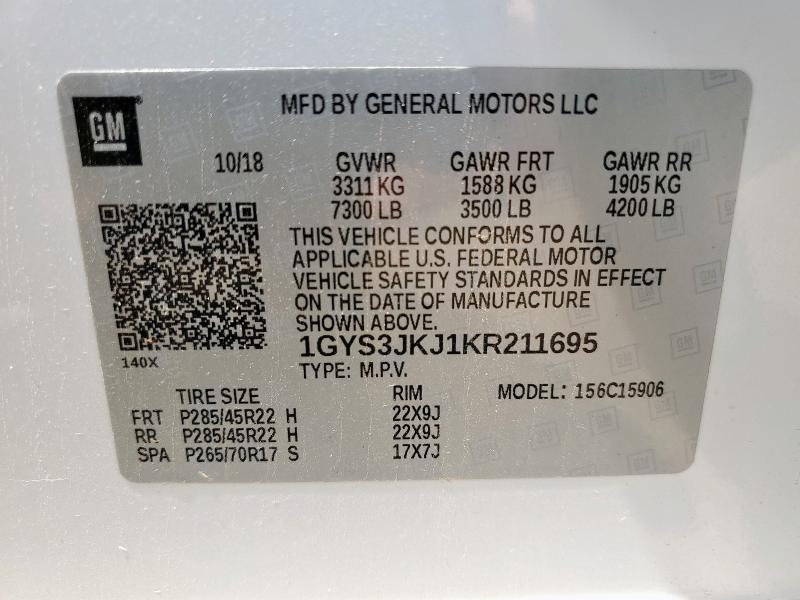 GM
MFD BY GENERAL MOTORS LLC
10/18 GVWR GAWR FRT GAWR RR
3311 KG 1588 KG 1905 KG
7300 LB 3500 LB 4200 LB
THIS VEHICLE CONFORMS TO ALL
APPLICABLE U.S. FEDERAL MOTOR
VEHICLE SAFETY STANDARDS IN EFFECT
ON THE DATE OF MANUFACTURE
SHOWN ABOVE.
1GYS3JKJ1KR211695
140X
TYPE: M.P.V.
TIRE SIZE RIM MODEL: 156C15906
FRT P285/45R22 H 22X9J
RR P285/45R22 H 22X9J
SPA P265/70R17 S 17X7J